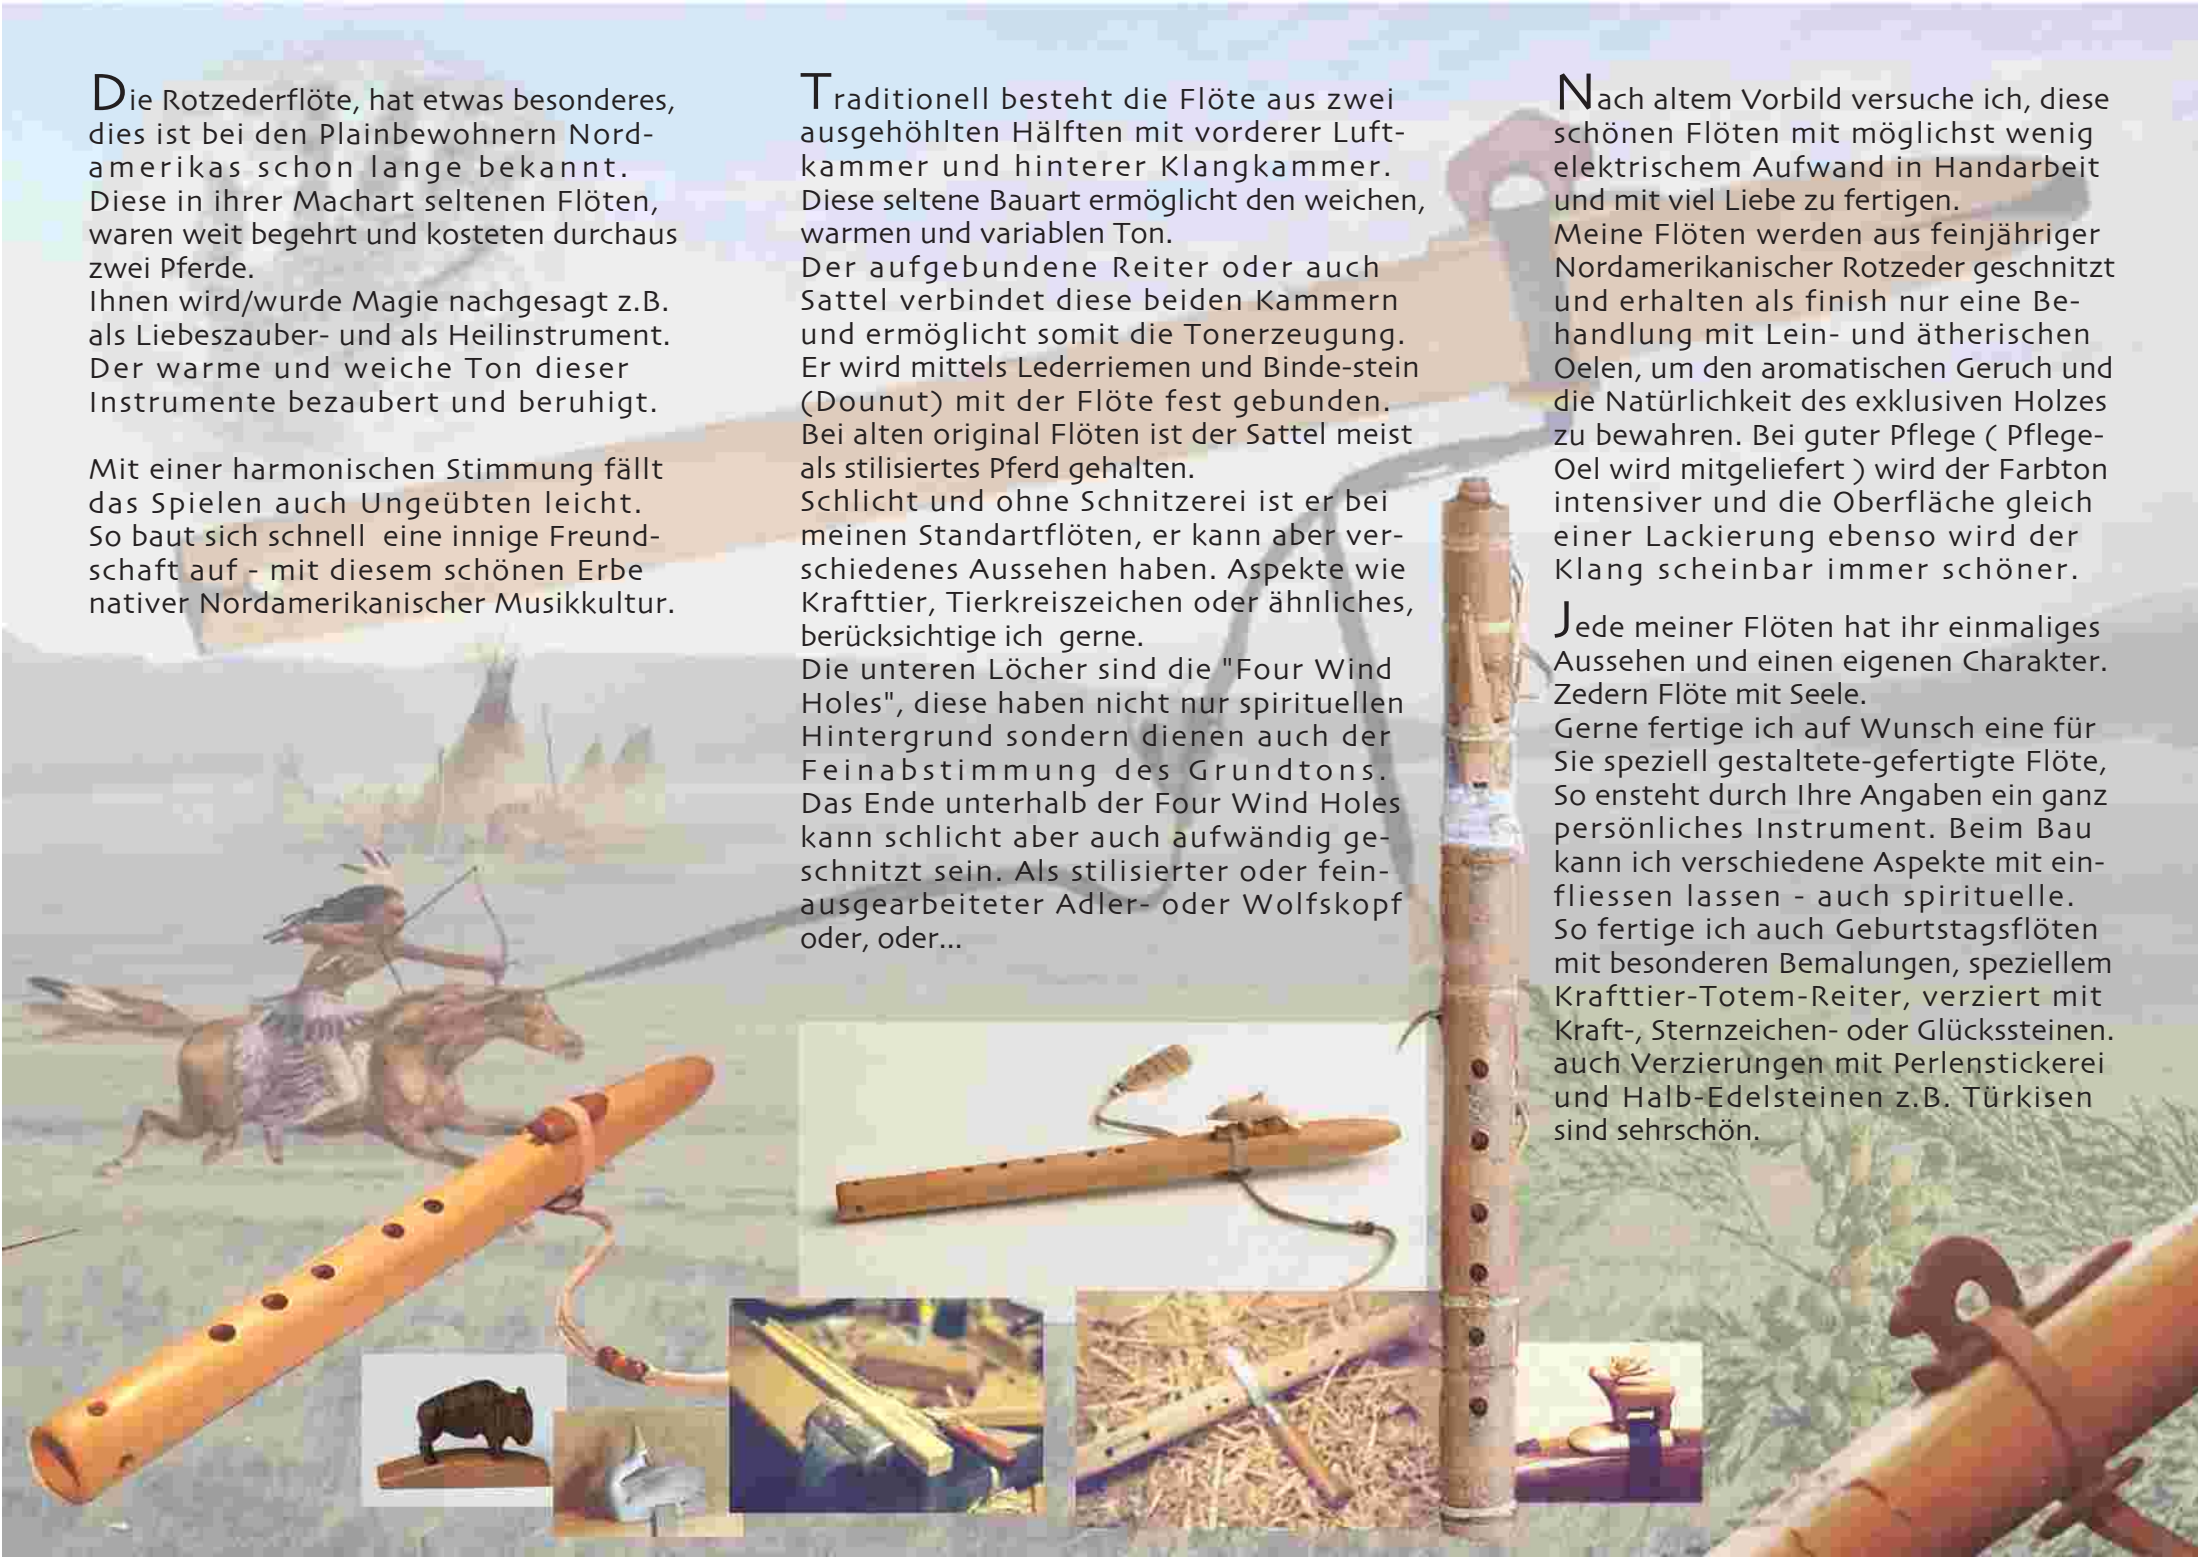 Die Rotzederflöte, hat etwas besonderes,
dies ist bei den Plainbewohnern Nord-
amerikas schon lange bekannt.
Diese in ihrer Machart seltenen Flöten,
waren weit begehrt und kosteten durchaus
zwei Pferde.
Ihnen wird/wurde Magie nachgesagt z.B.
als Liebeszauber- und als Heilinstrument.
Der warme und weiche Ton dieser
Instrumente bezaubert und beruhigt.
Mit einer harmonischen Stimmung fällt
das Spielen auch Ungeübten leicht.
So baut sich schnell eine innige Freund-
schaft auf - mit diesem schönen Erbe
nativer Nordamerikanischer Musikkultur.
Traditionell besteht die Flöte aus zwei
ausgehöhlten Hälften mit vorderer Luft-
kammer und hinterer Klangkammer.
Diese seltene Bauart ermöglicht den weichen,
warmen und variablen Ton.
Der aufgebundene Reiter oder auch
Sattel verbindet diese beiden Kammern
und ermöglicht somit die Tonerzeugung.
Er wird mittels Lederriemen und Binde-stein
(Dounut) mit der Flöte fest gebunden.
Bei alten original Flöten ist der Sattel meist
als stilisiertes Pferd gehalten.
Schlicht und ohne Schnitzerei ist er bei
meinen Standartflöten, er kann aber ver-
schiedenes Aussehen haben. Aspekte wie
Krafttier, Tierkreiszeichen oder ähnliches,
berücksichtige ich gerne.
Die unteren Löcher sind die "Four Wind
Holes", diese haben nicht nur spirituellen
Hintergrund sondern dienen auch der
Feinabstimmung des Grundtons.
Das Ende unterhalb der Four Wind Holes
kann schlicht aber auch aufwändig ge-
schnitzt sein. Als stilisierter oder fein-
ausgearbeiteter Adler- oder Wolfskopf
oder, oder...
Nach altem Vorbild versuche ich, diese
schönen Flöten mit möglichst wenig
elektrischem Aufwand in Handarbeit
und mit viel Liebe zu fertigen.
Meine Flöten werden aus feinjähriger
Nordamerikanischer Rotzeder geschnitzt
und erhalten als finish nur eine Be-
handlung mit Lein- und ätherischen
Oelen, um den aromatischen Geruch und
die Natürlichkeit des exklusiven Holzes
zu bewahren. Bei guter Pflege ( Pflege-
Oel wird mitgeliefert ) wird der Farbton
intensiver und die Oberfläche gleich
einer Lackierung ebenso wird der
Klang scheinbar immer schöner.
Jede meiner Flöten hat ihr einmaliges
Aussehen und einen eigenen Charakter.
Zedern Flöte mit Seele.
Gerne fertige ich auf Wunsch eine für
Sie speziell gestaltete-gefertigte Flöte,
So ensteht durch Ihre Angaben ein ganz
persönliches Instrument. Beim Bau
kann ich verschiedene Aspekte mit ein-
fliessen lassen - auch spirituelle.
So fertige ich auch Geburtstagsflöten
mit besonderen Bemalungen, speziellem
Krafttier-Totem-Reiter, verziert mit
Kraft-, Sternzeichen- oder Glückssteinen.
auch Verzierungen mit Perlenstickerei
und Halb-Edelsteinen z.B. Türkisen
sind sehrschön.